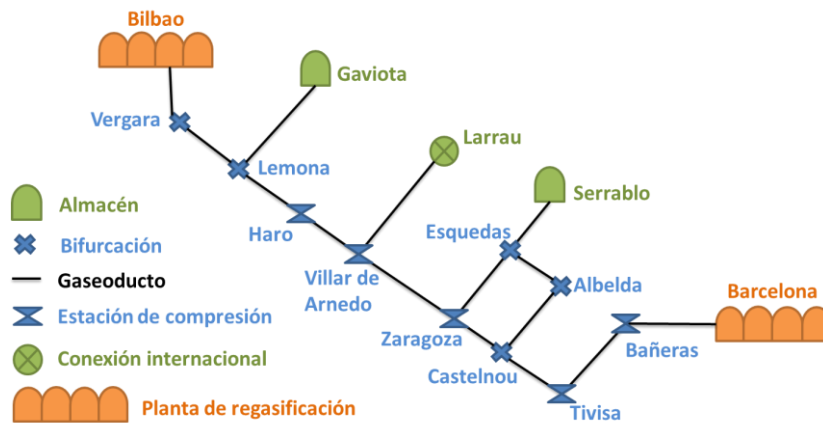 Bilbao
Gaviota
Vergara
Larrau
Lemona
Serrablo
Almacén
Haro
Esquedas
Bifurcación
Villar de
Arnedo
Albelda
Gaseoducto
Barcelona
Estación de compresión
Zaragoza
Bañeras
Conexión internacional
Castelnou
Planta de regasificación
Tivisa